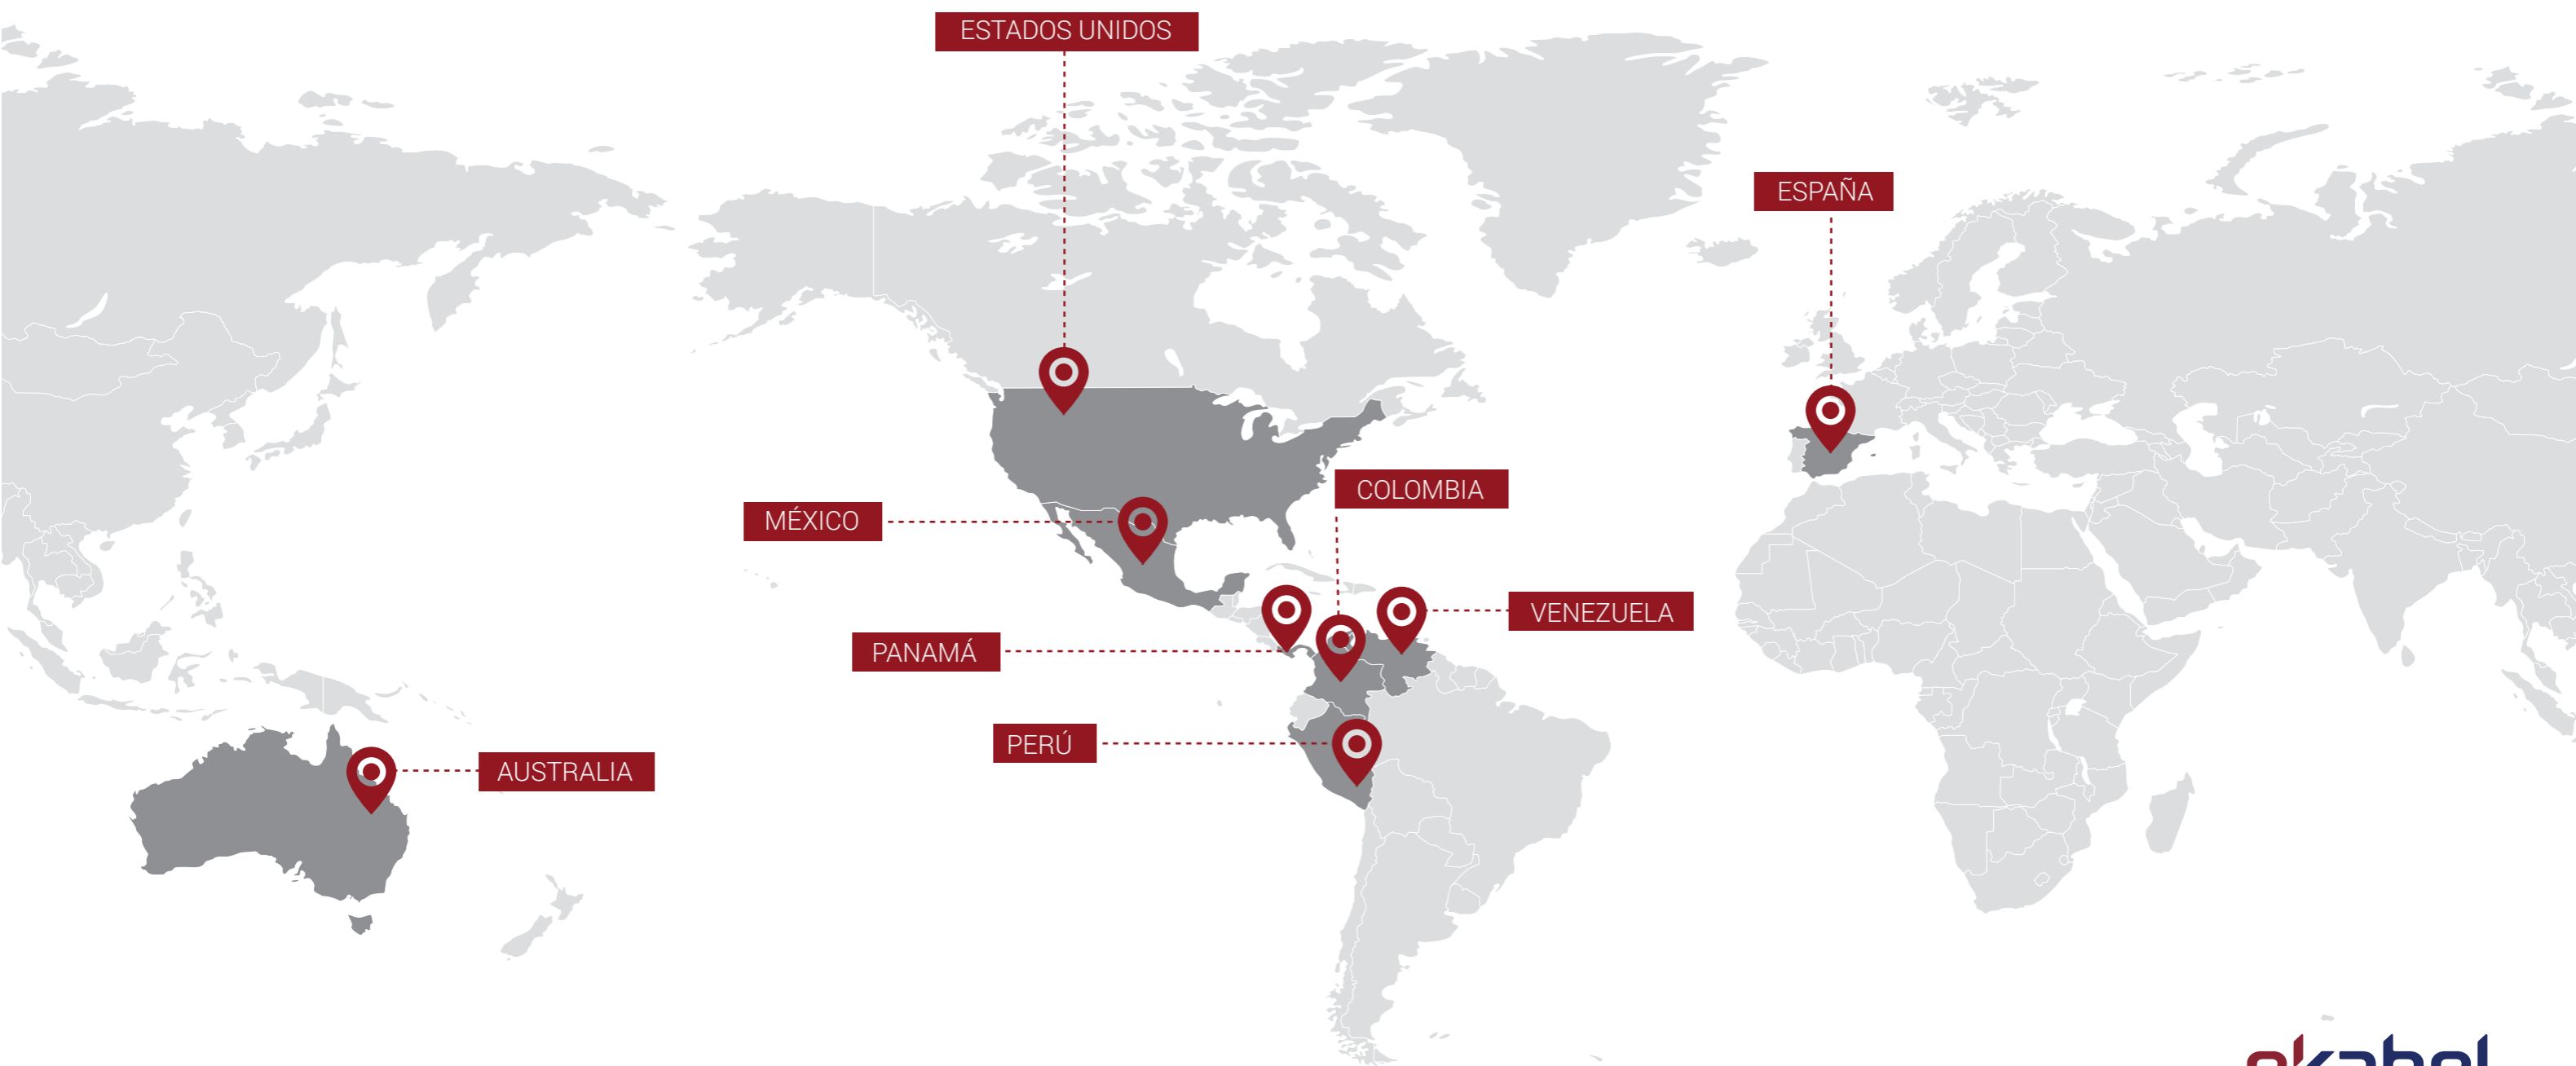 ESTADOS UNIDOS
ESPAÑA
COLOMBIA
MÉXICO
VENEZUELA
PANAMÁ
PERÚ
AUSTRALIA